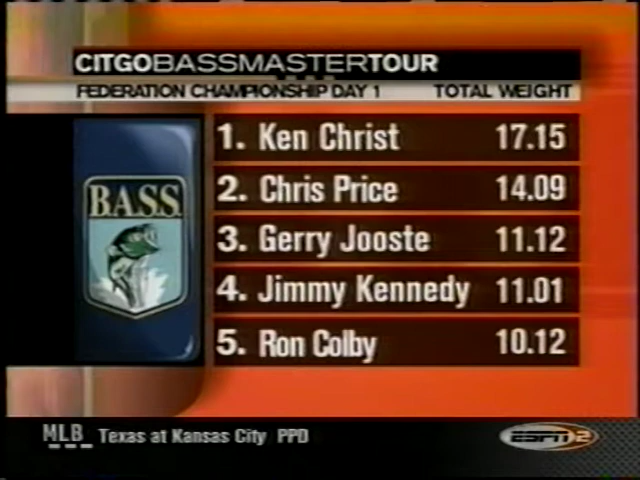 CITGOBASSMASTERTOUR
FEDERATION CHAMPIONSHIP DAY 1 TOTAL WEIGHT
B.A.S.S.
1. Ken Christ 17.15
2. Chris Price 14.09
3. Gerry Jooste 11.12
4. Jimmy Kennedy 11.01
5. Ron Colby 10.12
MLB Texas at Kansas City PPD
ESPN2